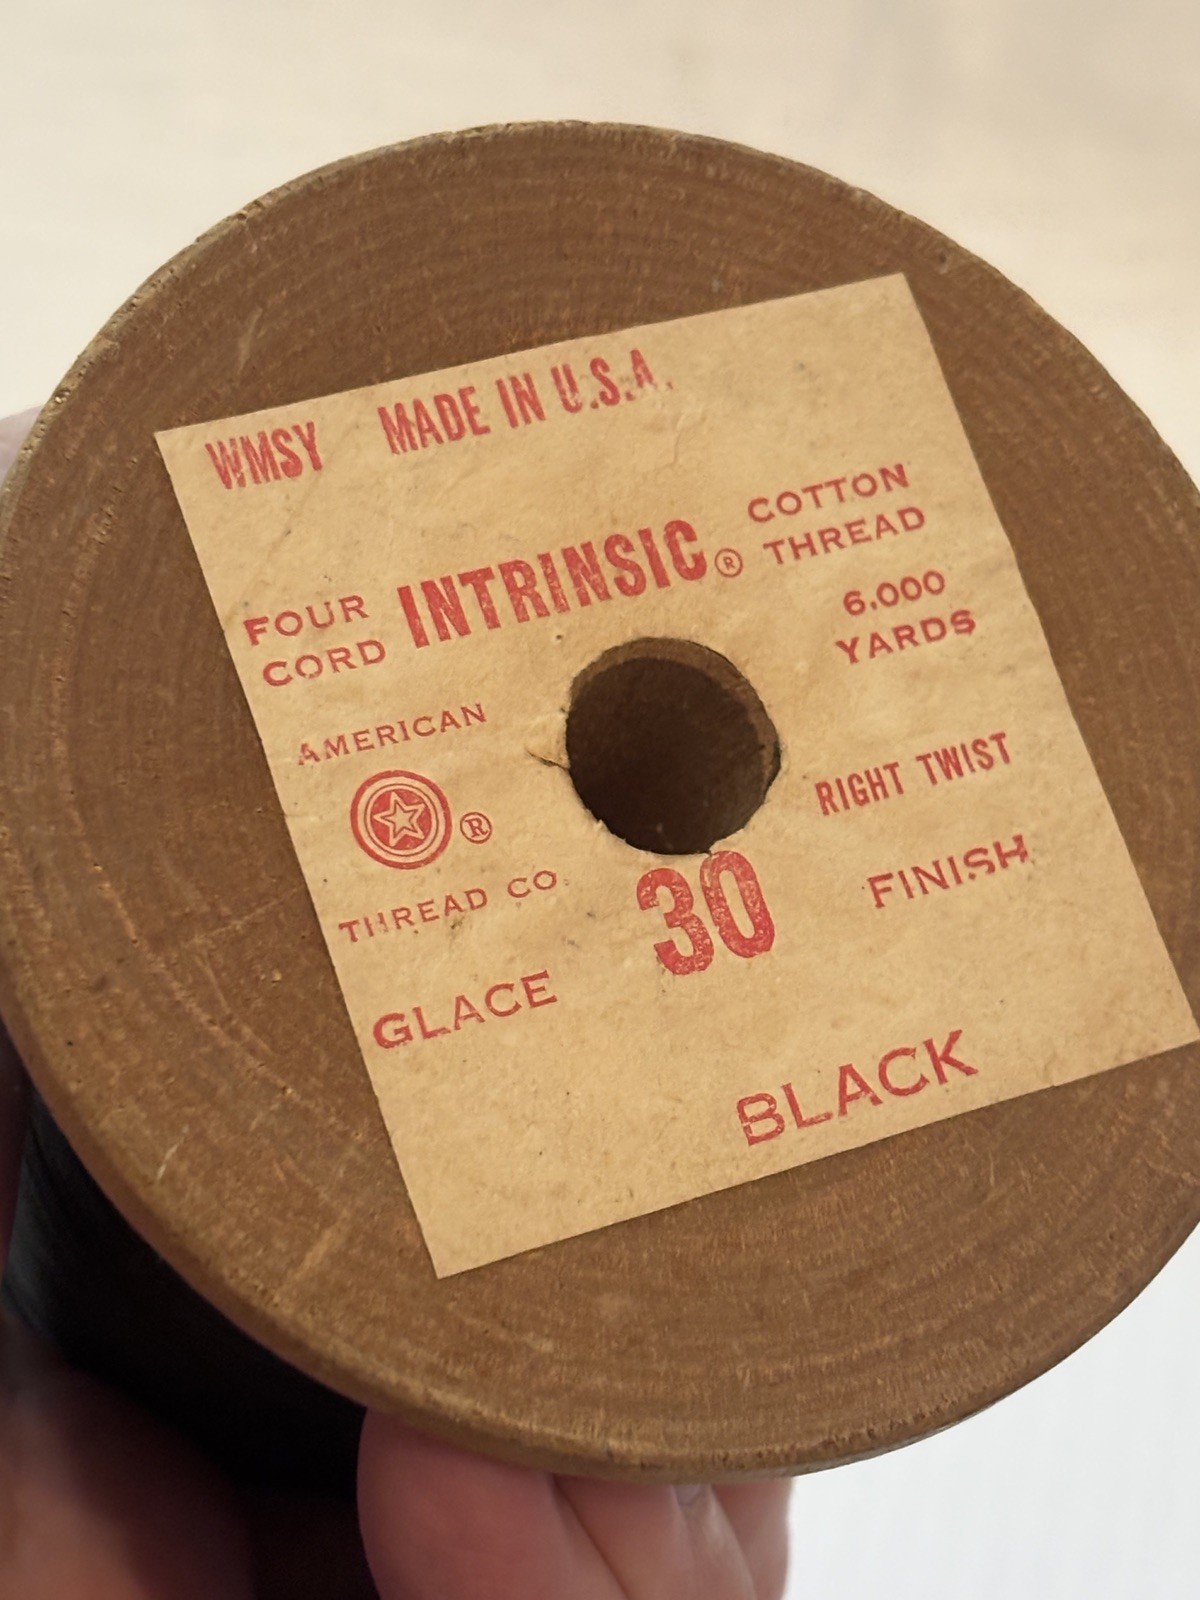 WMSY MADE IN U.S.A.
FOUR CORD INTRINSIC® COTTON THREAD
6,000 YARDS
AMERICAN
®
THREAD CO
RIGHT TWIST
30
GLACE FINISH
BLACK